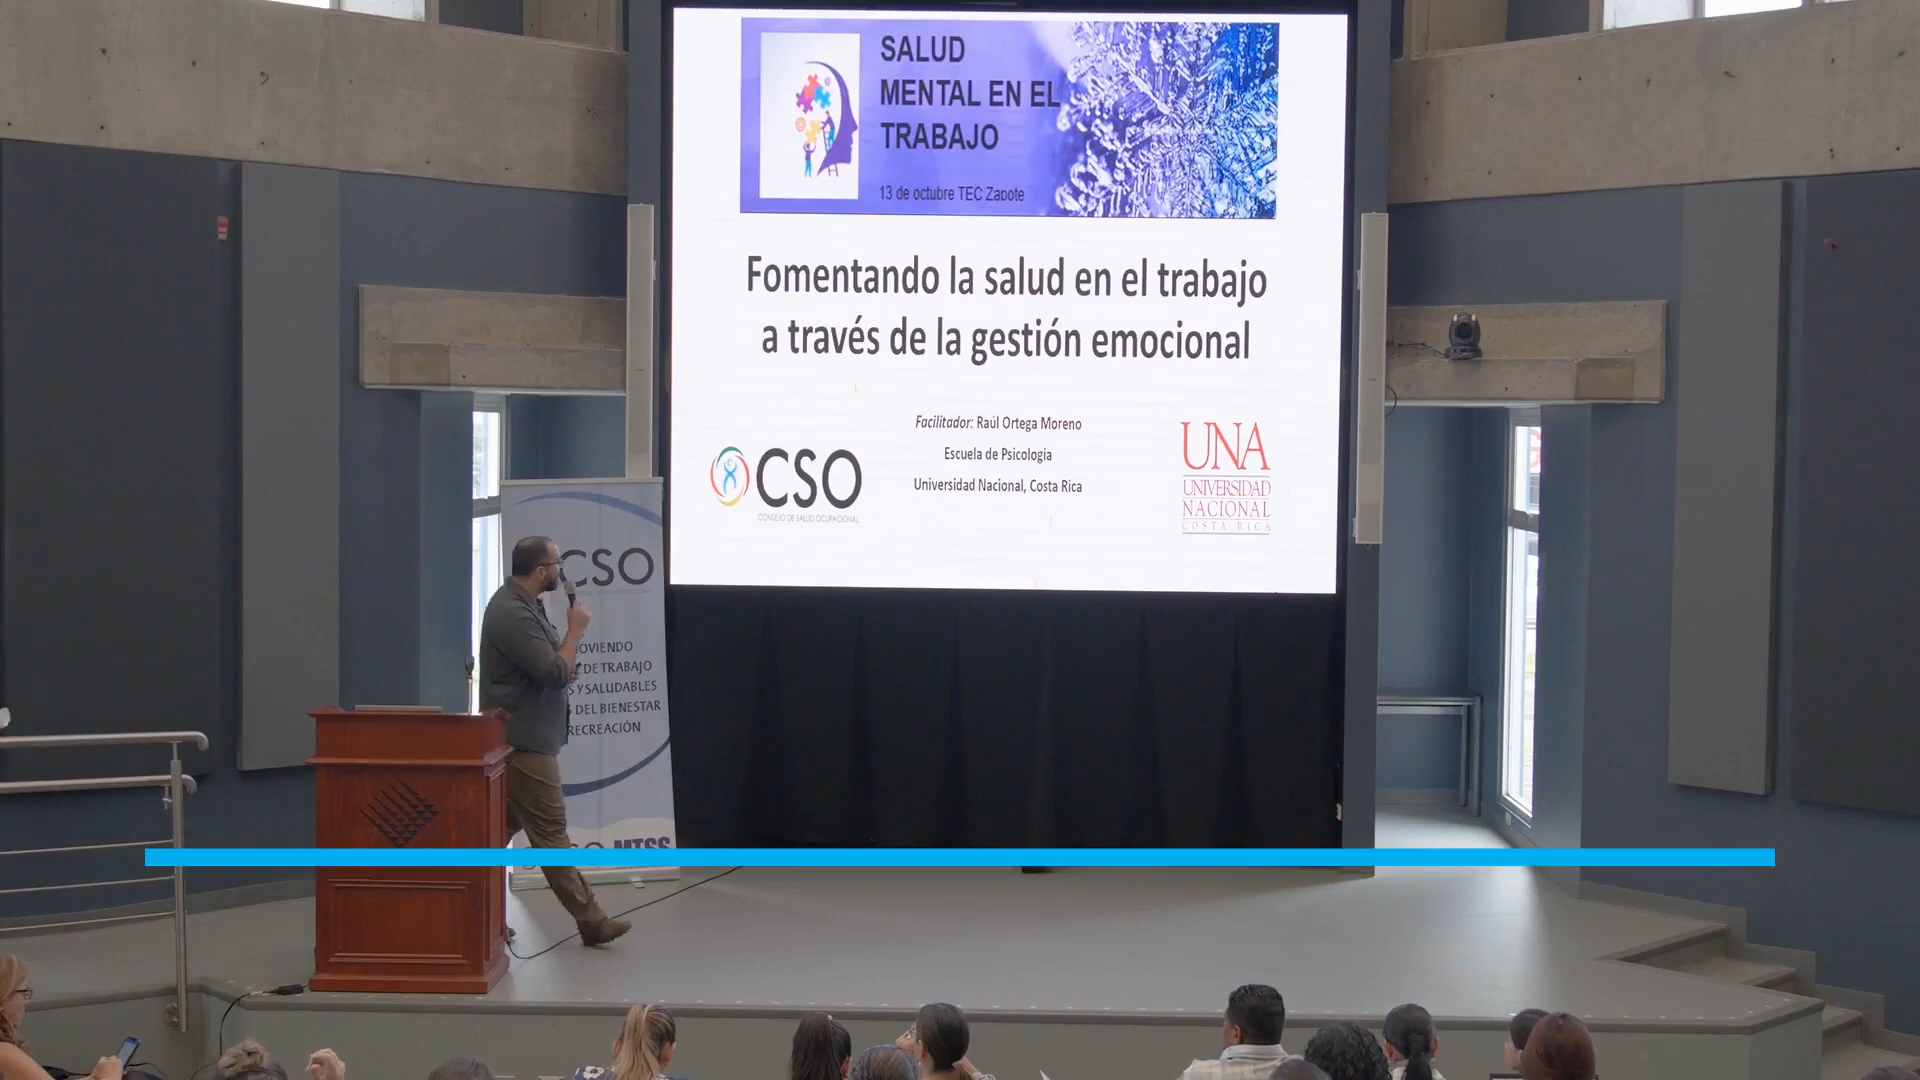 SALUD
MENTAL EN EL
TRABAJO
13 de octubre TEC Zapote
Fomentando la salud en el trabajo
a través de la gestión emocional
Facilitador: Raúl Ortega Moreno
Escuela de Psicología
Universidad Nacional, Costa Rica
CSO
CONSEJO DE SALUD OCUPACIONAL
UNA
UNIVERSIDAD
NACIONAL
COSTA RICA
CSO
DE TRABAJO
Y SALUDABLES
DEL BIENESTAR
RECREACIÓN
MTSS